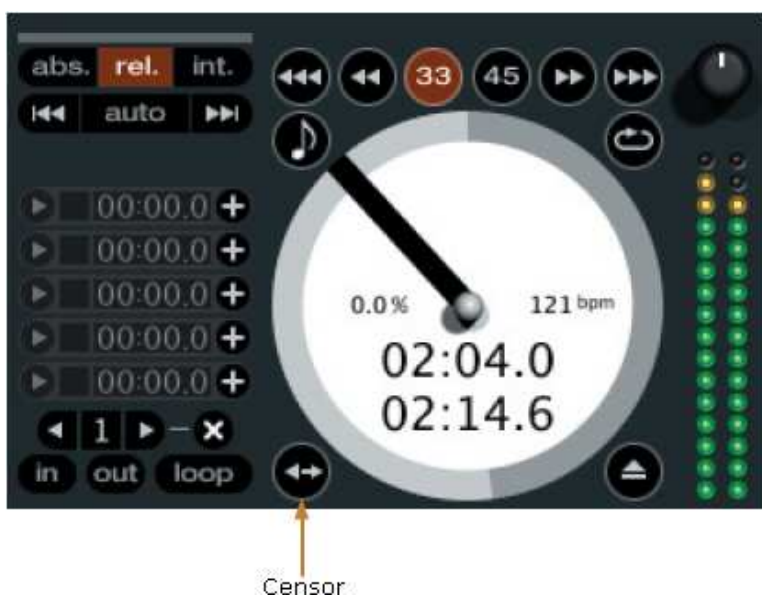 abs. rel. int.
auto
33 45
00:00.0
00:00.0
00:00.0
00:00.0
00:00.0
1
in out loop
0.0 % 121 bpm
02:04.0
02:14.6
Censor